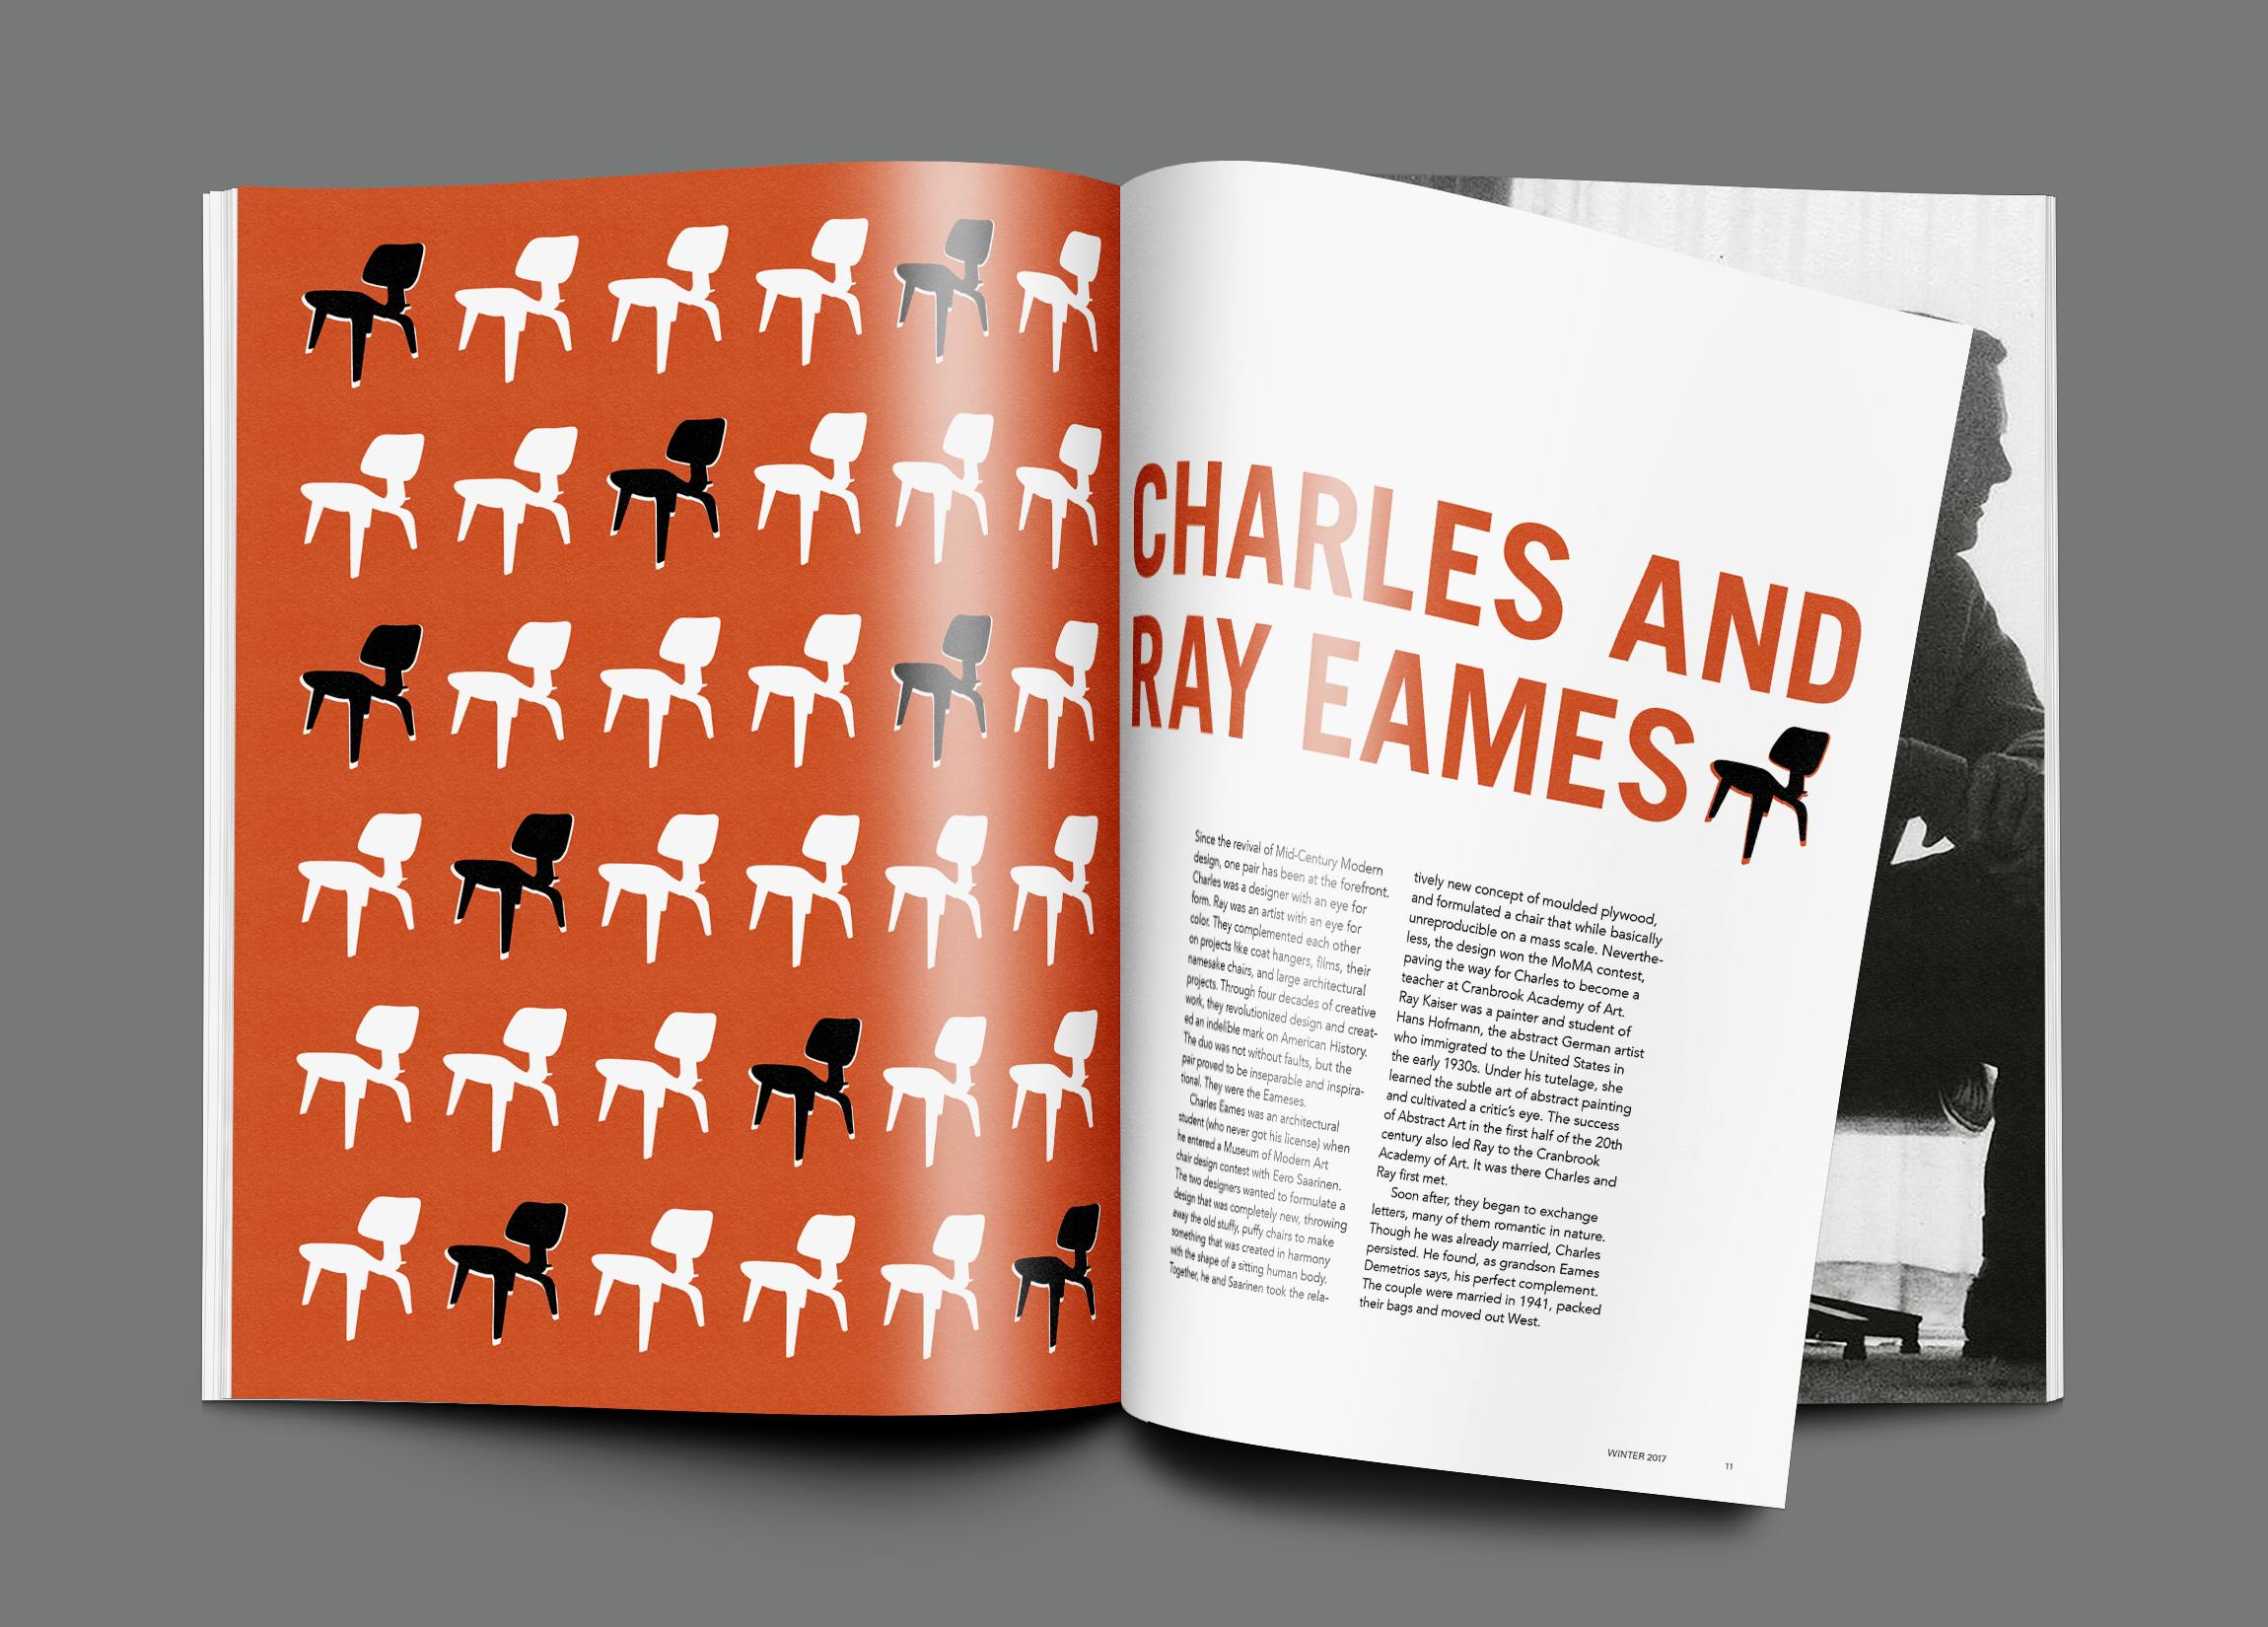 CHARLES AND
RAY EAMES
Since the revival of Mid-Century Modern
design, one pair has been at the forefront.
Charles was a designer with an eye for
form. Ray was an artist with an eye for
color. They complemented each other
on projects like coat hangers, films, their
namesake chairs, and large architectural
projects. Through four decades of creative
work, they revolutionized design and creat-
ed an indelible mark on American History.
The duo was not without faults, but the
pair proved to be inseparable and inspira-
tional. They were the Eameses.
Charles Eames was an architectural
student (who never got his license) when
he entered a Museum of Modern Art
chair design contest with Eero Saarinen.
The two designers wanted to formulate a
design that was completely new, throwing
away the old stuffy, puffy chairs to make
something that was created in harmony
with the shape of a sitting human body.
Together, he and Saarinen took the rela-
tively new concept of moulded plywood,
and formulated a chair that while basically
unreproducible on a mass scale. Neverthe-
less, the design won the MoMA contest,
paving the way for Charles to become a
teacher at Cranbrook Academy of Art.
Ray Kaiser was a painter and student of
Hans Hofmann, the abstract German artist
who immigrated to the United States in
the early 1930s. Under his tutelage, she
learned the subtle art of abstract painting
and cultivated a critic's eye. The success
of Abstract Art in the first half of the 20th
century also led Ray to the Cranbrook
Academy of Art. It was there Charles and
Ray first met.
Soon after, they began to exchange
letters, many of them romantic in nature.
Though he was already married, Charles
persisted. He found, as grandson Eames
Demetrios says, his perfect complement.
The couple were married in 1941, packed
their bags and moved out West.
WINTER 2017
11